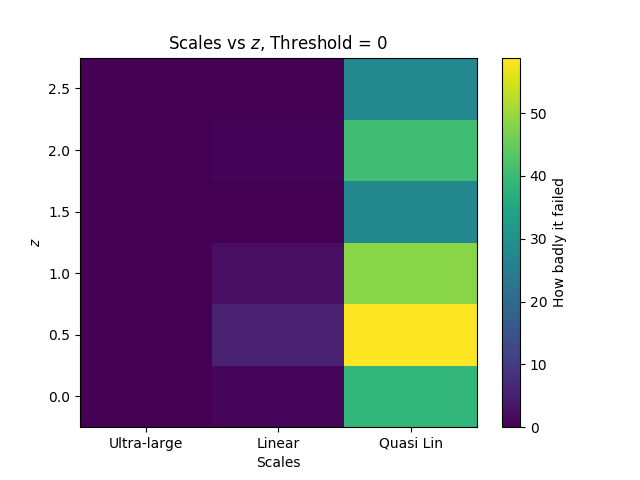 Scales vs z, Threshold = 0
2.5
2.0
1.5
1.0
0.5
0.0
z
Ultra-large
Linear
Quasi Lin
Scales
50
40
30
20
10
0
How badly it failed